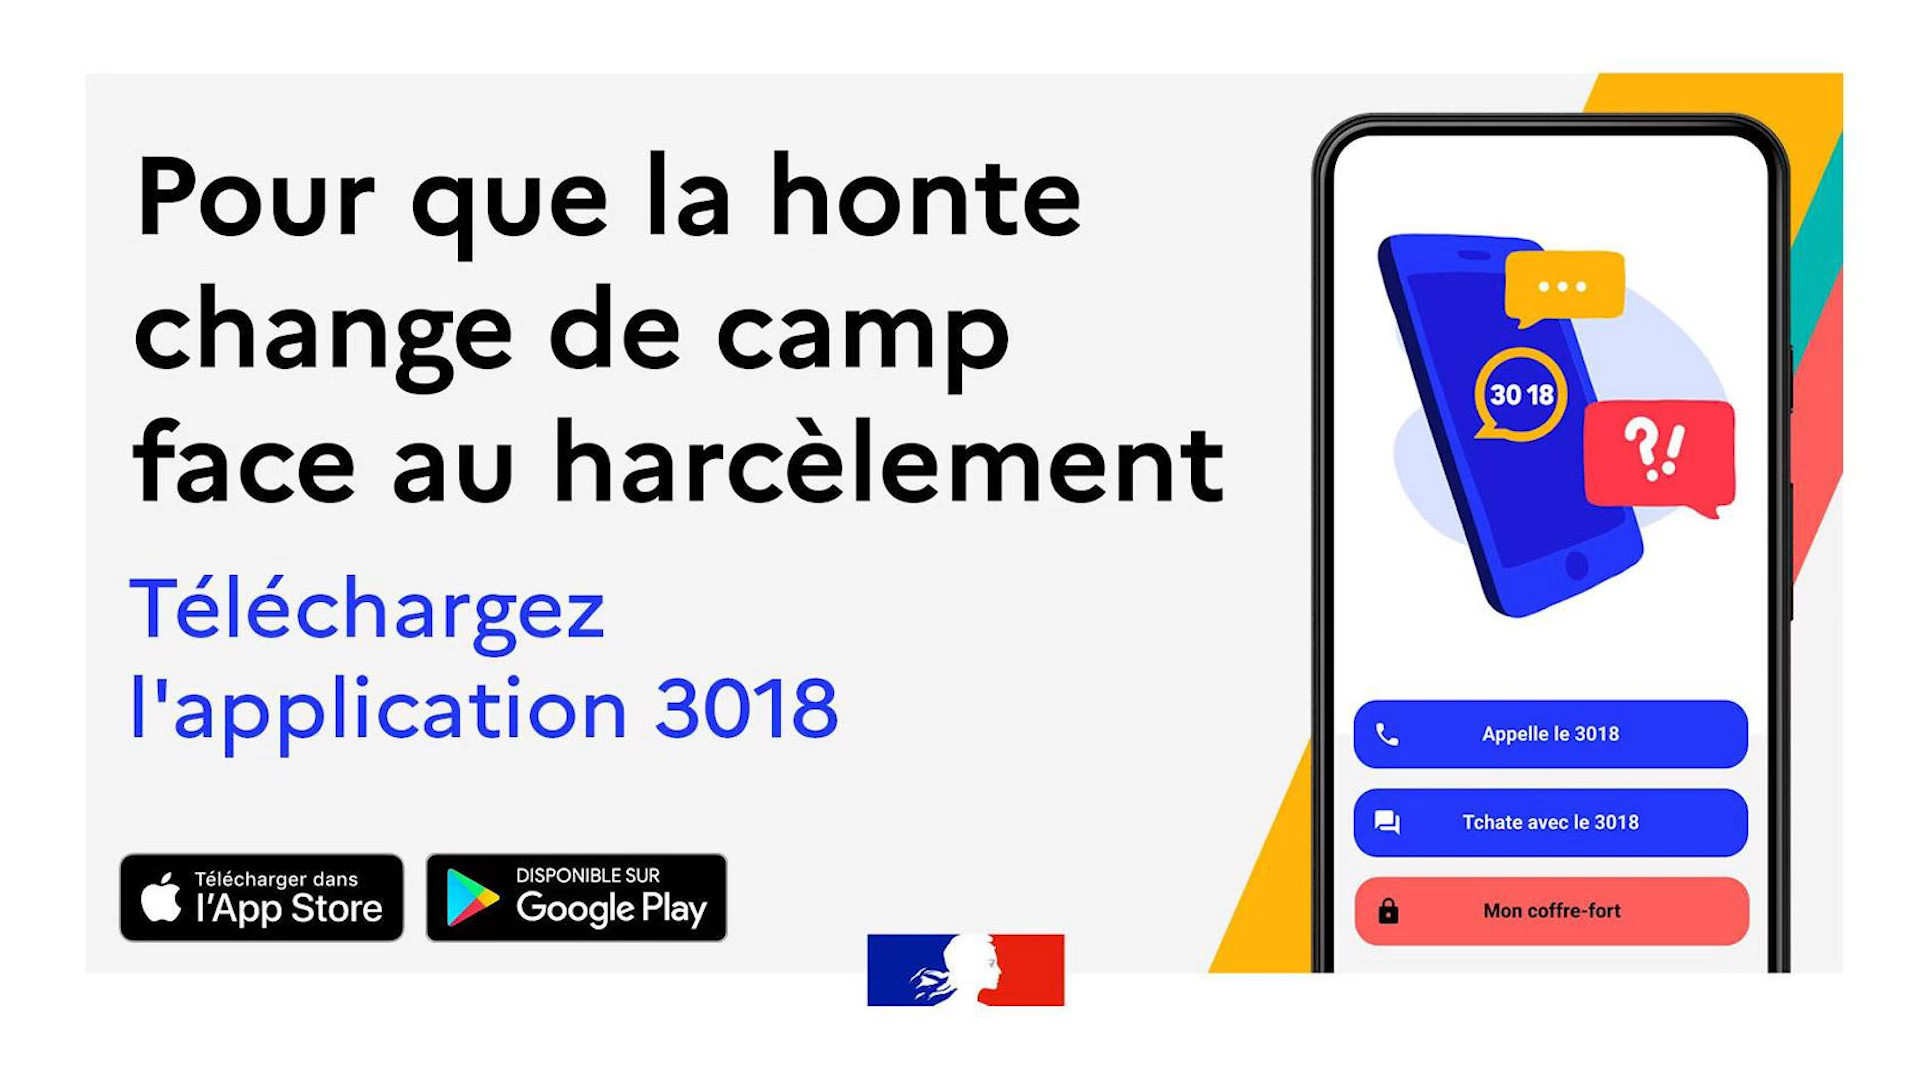 Pour que la honte
change de camp
face au harcèlement
Téléchargez
l'application 3018
Télécharger dans
l'App Store
DISPONIBLE SUR
Google Play
30 18
?!
Appelle le 3018
Tchate avec le 3018
Mon coffre-fort